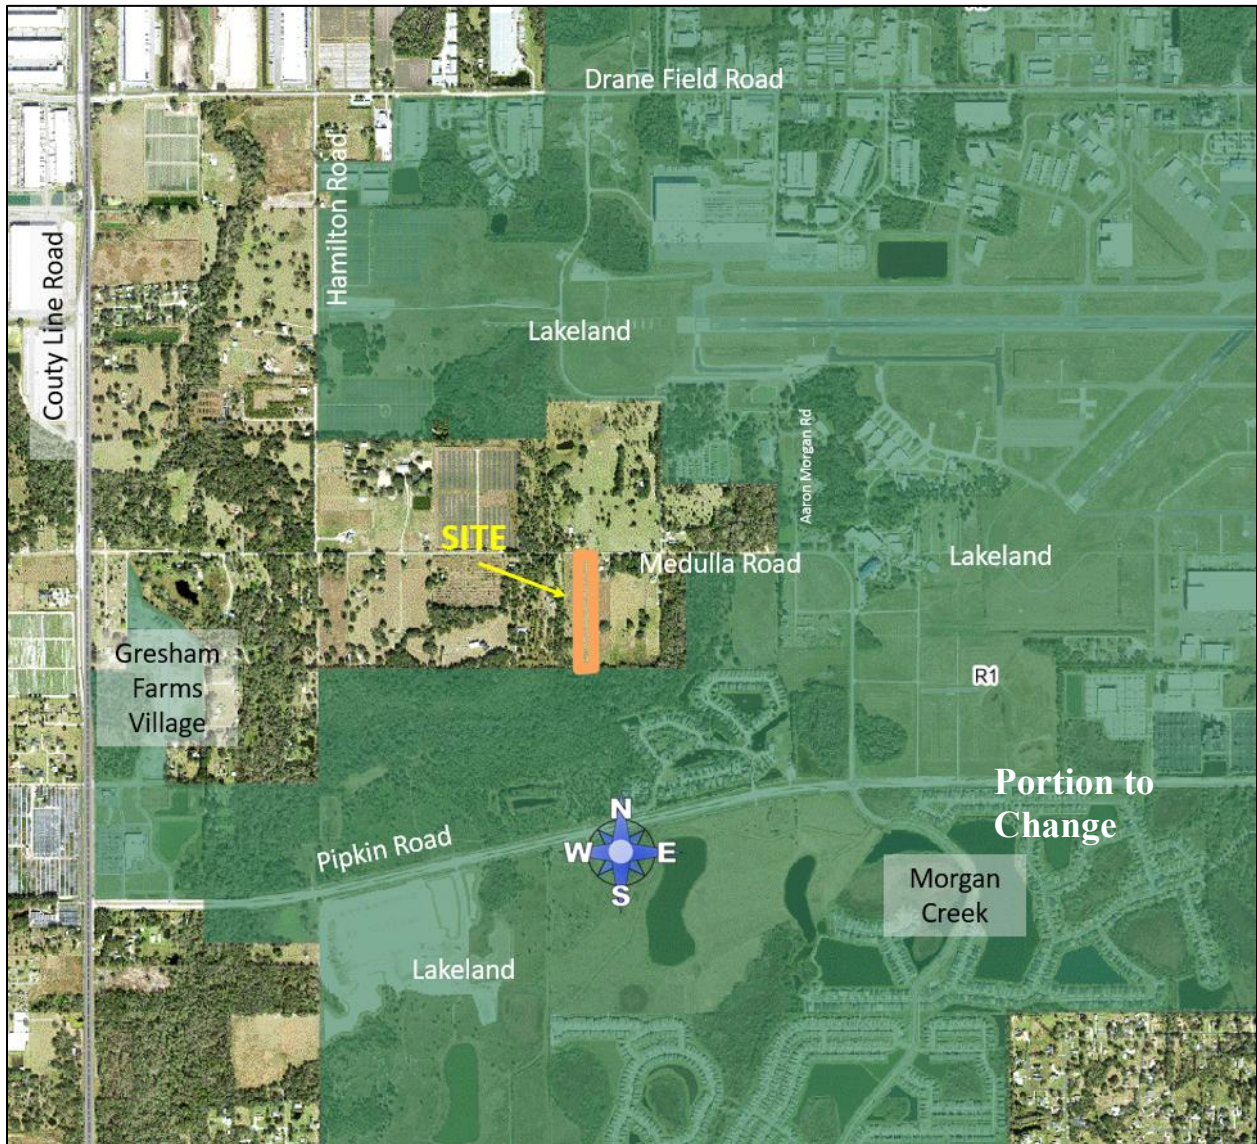 Drane Field Road
Hamilton Road
Couty Line Road
Lakeland
Aaron Morgan Rd
SITE
Medulla Road
Lakeland
Gresham
Farms
Village
R1
Portion to
Change
N
W
E
S
Pipkin Road
Morgan
Creek
Lakeland